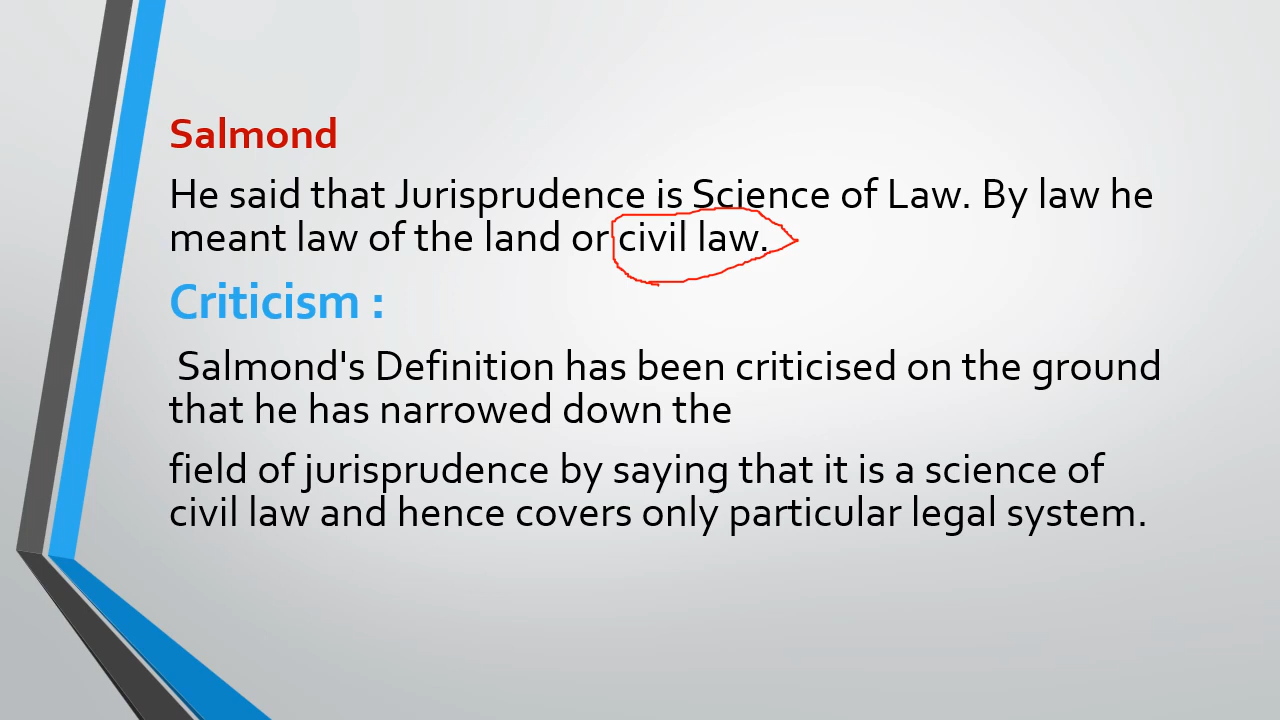 Salmond
He said that Jurisprudence is Science of Law. By law he
meant law of the land or civil law.
Criticism :
Salmond's Definition has been criticised on the ground
that he has narrowed down the
field of jurisprudence by saying that it is a science of
civil law and hence covers only particular legal system.